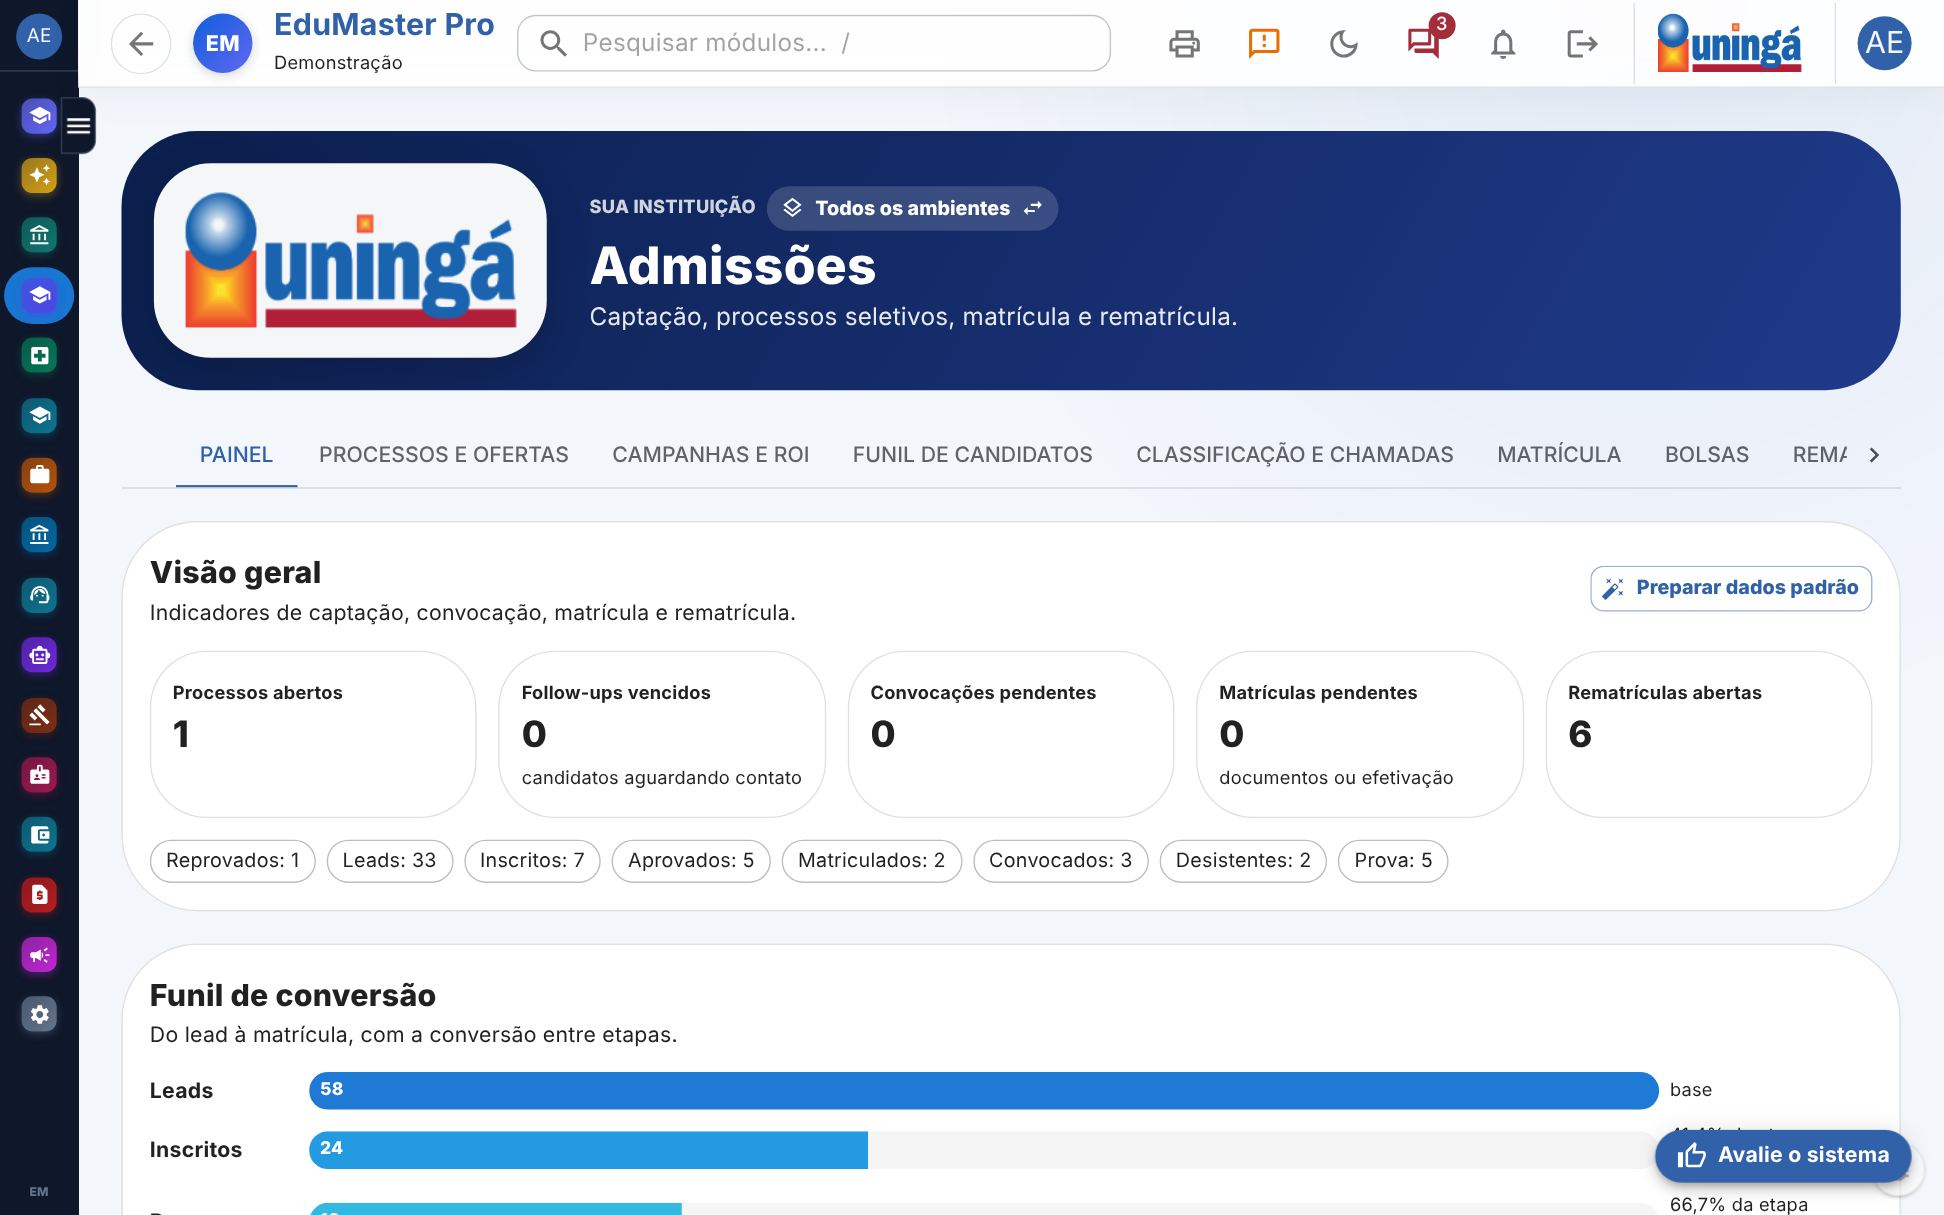 AE
EM
EduMaster Pro
Demonstração
Pesquisar módulos... /
3
uningá
AE
uningá
SUA INSTITUIÇÃO
Todos os ambientes
Admissões
Captação, processos seletivos, matrícula e rematrícula.
PAINEL
PROCESSOS E OFERTAS
CAMPANHAS E ROI
FUNIL DE CANDIDATOS
CLASSIFICAÇÃO E CHAMADAS
MATRÍCULA
BOLSAS
REMA
Visão geral
Indicadores de captação, convocação, matrícula e rematrícula.
Preparar dados padrão
Processos abertos
1
Follow-ups vencidos
0
candidatos aguardando contato
Convocações pendentes
0
Matrículas pendentes
0
documentos ou efetivação
Rematrículas abertas
6
Reprovados: 1
Leads: 33
Inscritos: 7
Aprovados: 5
Matriculados: 2
Convocados: 3
Desistentes: 2
Prova: 5
Funil de conversão
Do lead à matrícula, com a conversão entre etapas.
Leads
58
base
Inscritos
24
Avalie o sistema
66,7% da etapa
EM